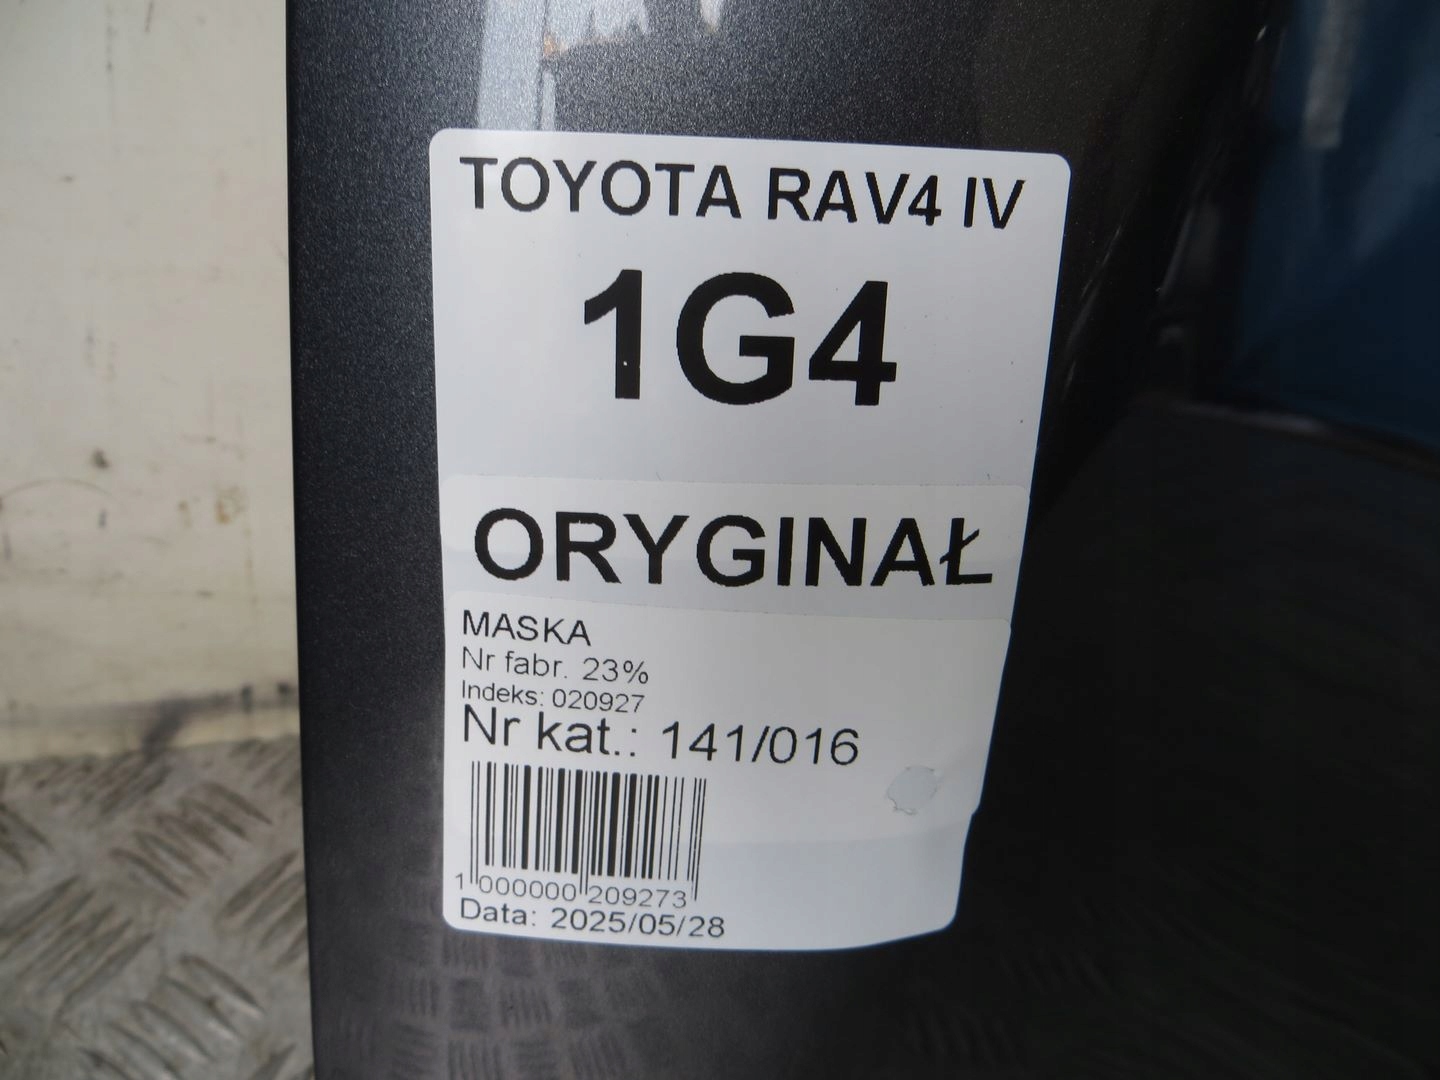 TOYOTA RAV4 IV
1G4
ORYGINAŁ
MASKA
Nr fabr. 23%
Indeks: 020927
Nr kat.: 141/016
1 000000 209273
Data: 2025/05/28